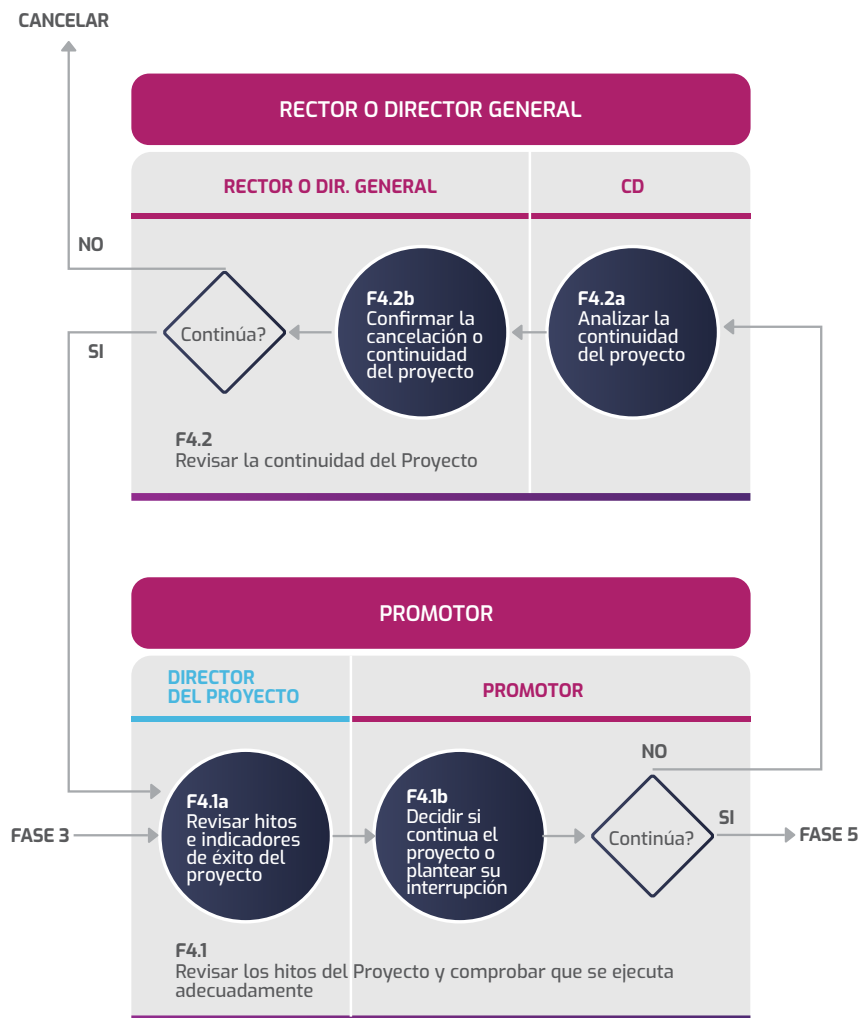 CANCELAR
RECTOR O DIRECTOR GENERAL
RECTOR O DIR. GENERAL
CD
NO
SI
Continúa?
F4.2b
Confirmar la
cancelación o
continuidad
del proyecto
F4.2a
Analizar la
continuidad
del proyecto
F4.2
Revisar la continuidad del Proyecto
PROMOTOR
DIRECTOR
DEL PROYECTO
PROMOTOR
FASE 3
F4.1a
Revisar hitos
e indicadores
de éxito del
proyecto
F4.1b
Decidir si
continua el
proyecto o
plantear su
interrupción
NO
Continúa?
SI
FASE 5
F4.1
Revisar los hitos del Proyecto y comprobar que se ejecuta
adecuadamente